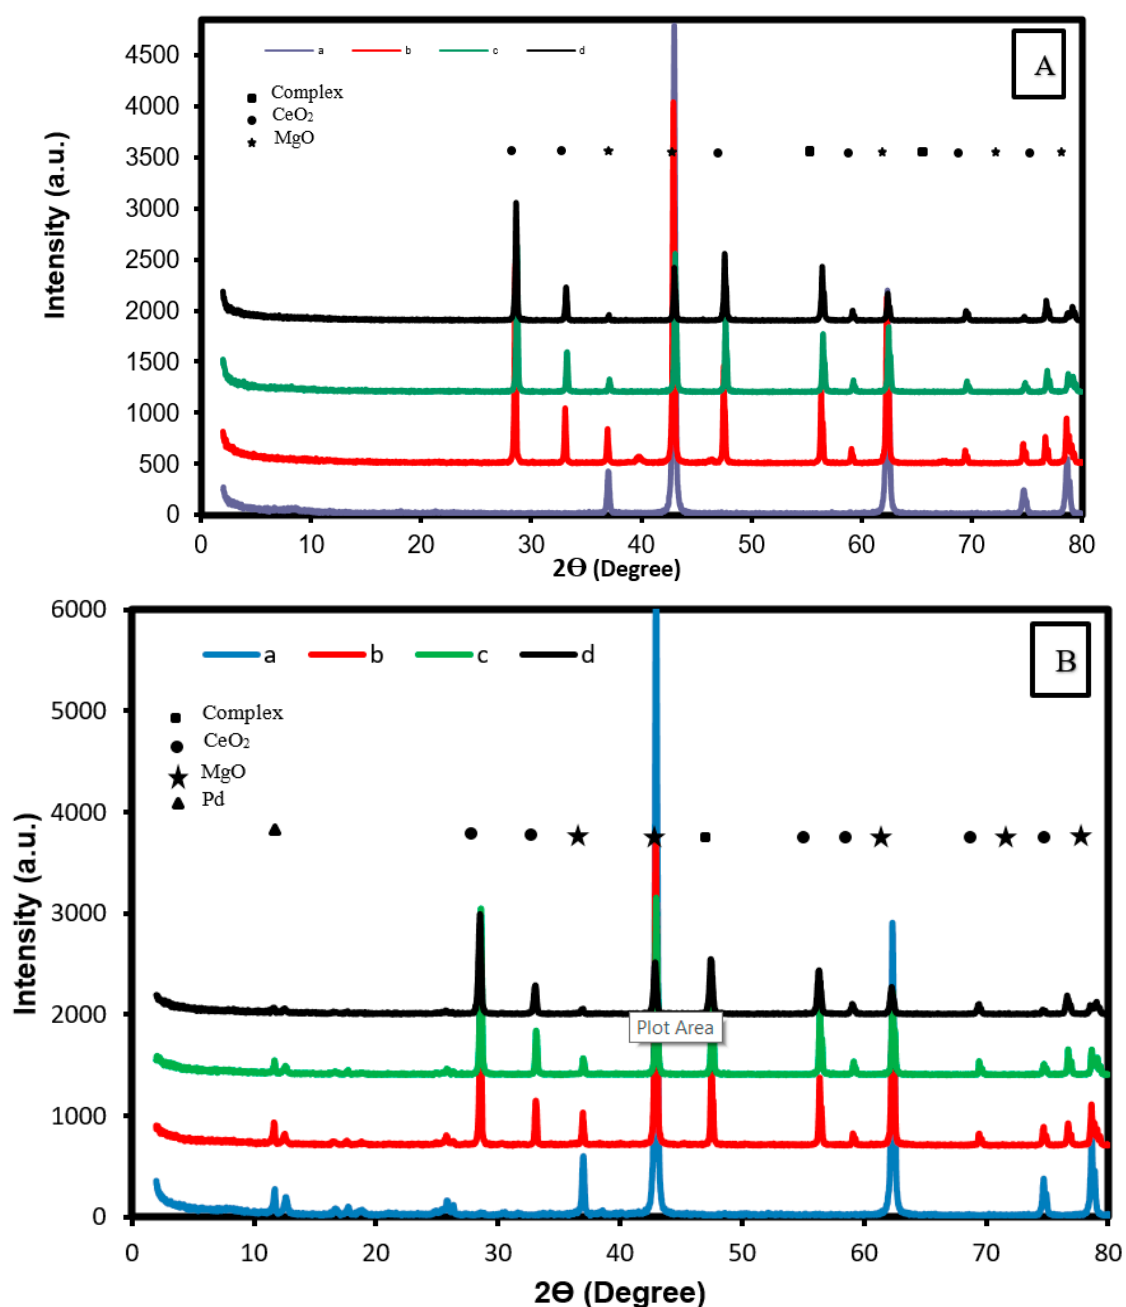 4500
4000
3500
3000
2500
2000
1500
1000
500
0
Intensity (a.u.)
a b c d
Complex
CeO₂
MgO
A
0 10 20 30 40 50 60 70 80
2Θ (Degree)
6000
5000
4000
3000
2000
1000
0
Intensity (a.u.)
a b c d
Complex
CeO₂
MgO
Pd
B
Plot Area
0 10 20 30 40 50 60 70 80
2Θ (Degree)